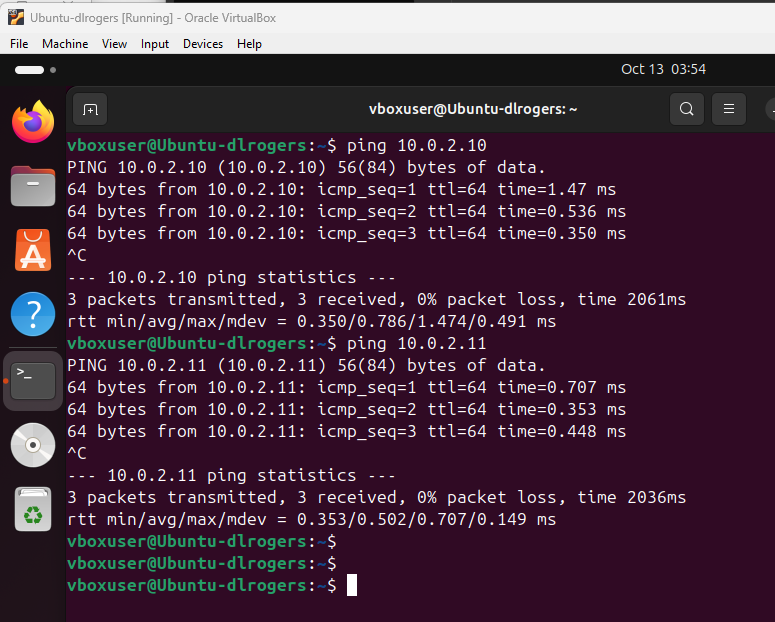 Ubuntu-dlrogers [Running] - Oracle VirtualBox
File Machine View Input Devices Help
Oct 13 03:54
vboxuser@Ubuntu-dlrogers: ~
vboxuser@Ubuntu-dlrogers:~$ ping 10.0.2.10
PING 10.0.2.10 (10.0.2.10) 56(84) bytes of data.
64 bytes from 10.0.2.10: icmp_seq=1 ttl=64 time=1.47 ms
64 bytes from 10.0.2.10: icmp_seq=2 ttl=64 time=0.536 ms
64 bytes from 10.0.2.10: icmp_seq=3 ttl=64 time=0.350 ms
^C
--- 10.0.2.10 ping statistics ---
3 packets transmitted, 3 received, 0% packet loss, time 2061ms
rtt min/avg/max/mdev = 0.350/0.786/1.474/0.491 ms
vboxuser@Ubuntu-dlrogers:~$ ping 10.0.2.11
PING 10.0.2.11 (10.0.2.11) 56(84) bytes of data.
64 bytes from 10.0.2.11: icmp_seq=1 ttl=64 time=0.707 ms
64 bytes from 10.0.2.11: icmp_seq=2 ttl=64 time=0.353 ms
64 bytes from 10.0.2.11: icmp_seq=3 ttl=64 time=0.448 ms
^C
--- 10.0.2.11 ping statistics ---
3 packets transmitted, 3 received, 0% packet loss, time 2036ms
rtt min/avg/max/mdev = 0.353/0.502/0.707/0.149 ms
vboxuser@Ubuntu-dlrogers:~$
vboxuser@Ubuntu-dlrogers:~$
vboxuser@Ubuntu-dlrogers:~$